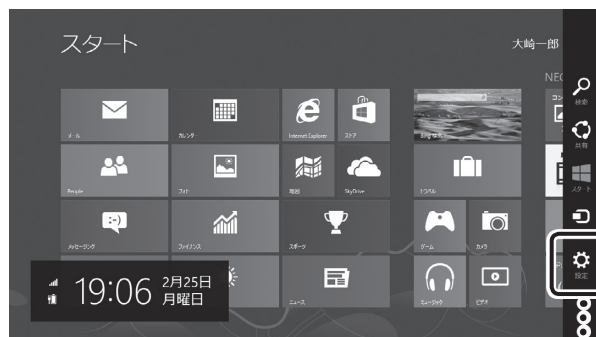 スタート
大崎一郎
NEC
検索
共有
スタート
設定
メール
カレンダー
Internet Explorer
ストア
People
フォト
地図
SkyDrive
トラベル
メッセージング
ファイナンス
スポーツ
ゲーム
カメラ
ニュース
ミュージック
ビデオ
19:06
2月25日
月曜日